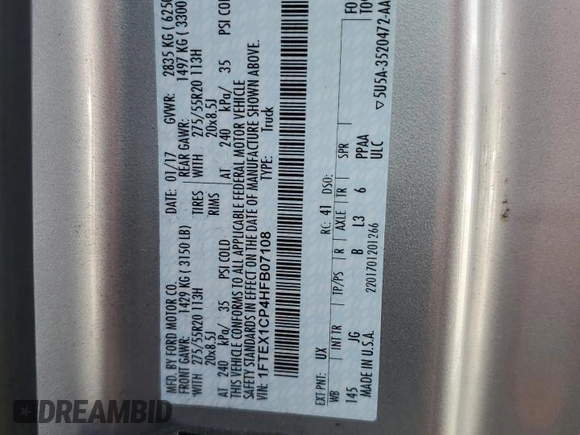 MFD. BY FORD MOTOR CO. DATE: 01/17 GVWR: 2835 KG (6250
FRONT GAWR: 1429 KG (3150 LB) REAR GAWR: 1497 KG (3300
WITH 275/55R20 113H TIRES WITH 275/55R20 113H
20x8.5J RIMS 20x8.5J
AT 240 kPa/ 35 PSI COLD AT 240 kPa/ 35 PSI COLD
THIS VEHICLE CONFORMS TO ALL APPLICABLE FEDERAL MOTOR VEHICLE
SAFETY STANDARDS IN EFFECT ON THE DATE OF MANUFACTURE SHOWN ABOVE.
VIN: 1FTEX1CP4HFB07108 TYPE: Truck
EXT PNT: UX RC: 41 DSO: FO
WB INT TR TP/PS R AXLE TR SPR
145 JG B L3 6 PPAA
MADE IN U.S.A. 2201701201266 ULC
▽5U5A-3520472-AA
DREAMBID